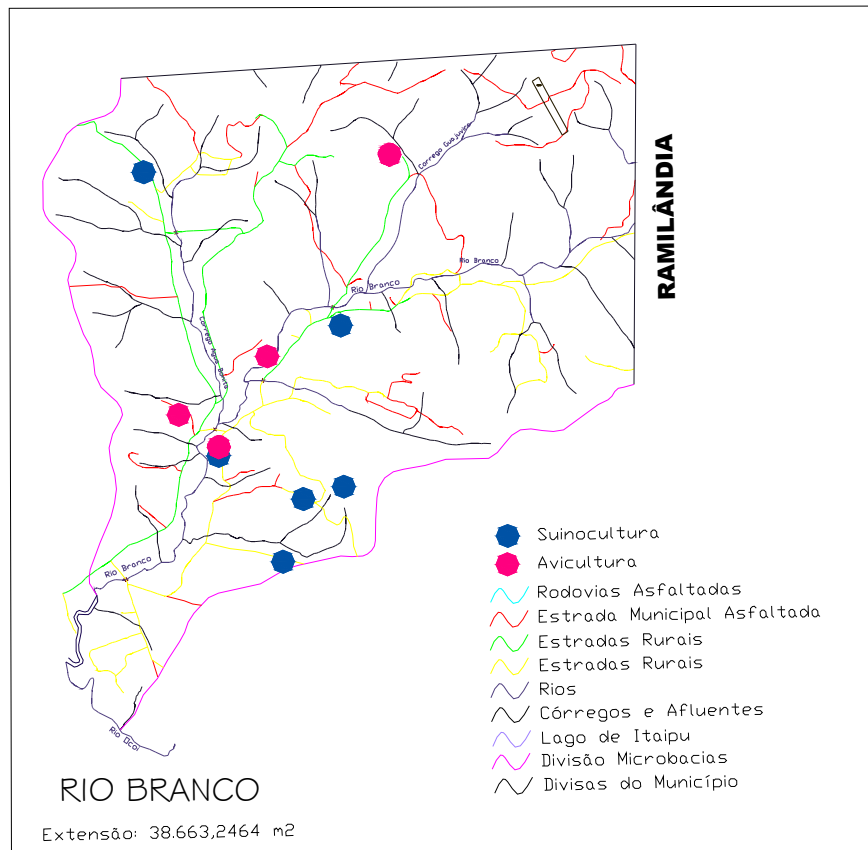 Córrego Guajuvira
RAMILÂNDIA
Rio Branco
Rio Branco
Córrego Água Bonita
Rio Branco
Rio Ocoí
Suinocultura
Avicultura
Rodovias Asfaltadas
Estrada Municipal Asfaltada
Estradas Rurais
Estradas Rurais
Rios
Córregos e Afluentes
Lago de Itaipu
Divisão Microbacias
Divisas do Município
RIO BRANCO
Extensão: 38.663,2464 m2